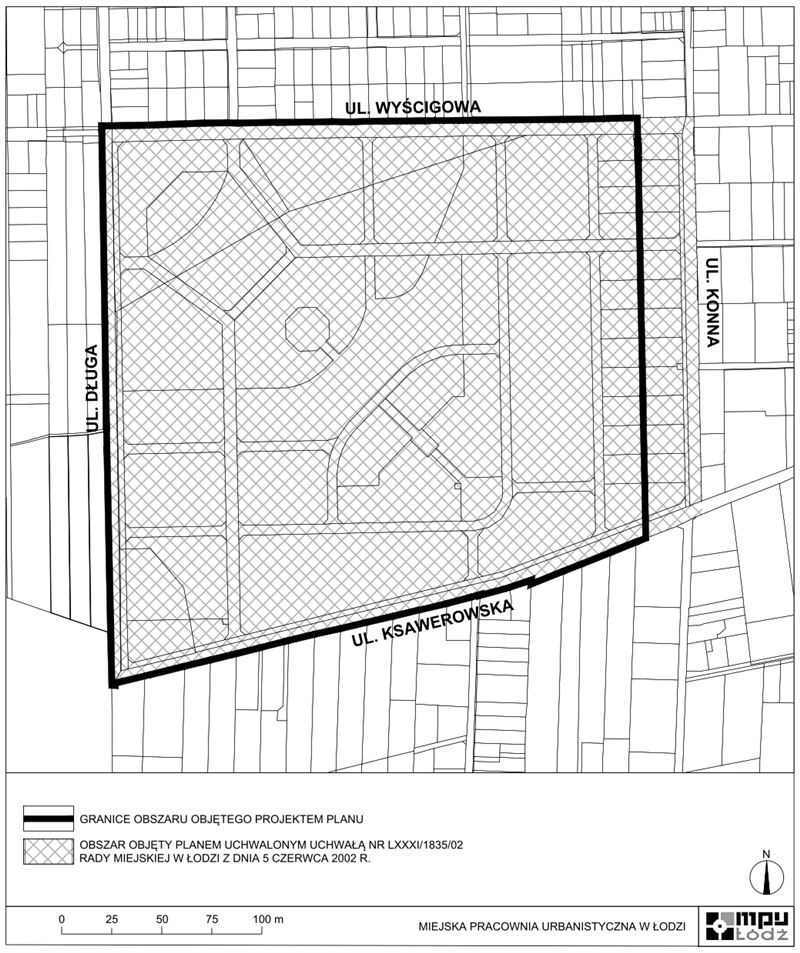 UL. WYŚCIGOWA
UL. KONNA
UL. DŁUGA
UL. KSAWEROWSKA
GRANICE OBSZARU OBJĘTEGO PROJEKTEM PLANU
OBSZAR OBJĘTY PLANEM UCHWALONYM UCHWAŁĄ NR LXXXI/1835/02
RADY MIEJSKIEJ W ŁODZI Z DNIA 5 CZERWCA 2002 R.
N
0 25 50 75 100 m
MIEJSKA PRACOWNIA URBANISTYCZNA W ŁODZI
mpu
Łódź